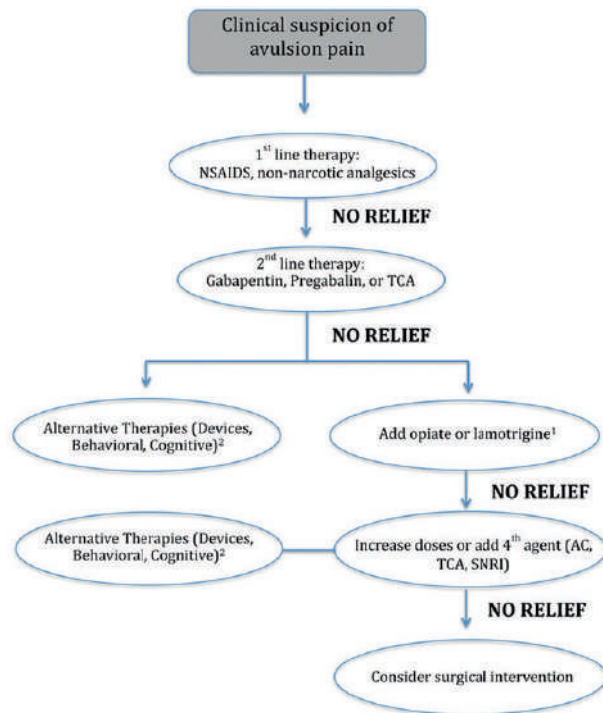 Clinical suspicion of
avulsion pain
1st line therapy:
NSAIDS, non-narcotic analgesics
NO RELIEF
2nd line therapy:
Gabapentin, Pregabalin, or TCA
NO RELIEF
Alternative Therapies (Devices,
Behavioral, Cognitive)2
Add opiate or lamotrigine1
NO RELIEF
Alternative Therapies (Devices,
Behavioral, Cognitive)2
Increase doses or add 4th agent (AC,
TCA, SNRI)
NO RELIEF
Consider surgical intervention